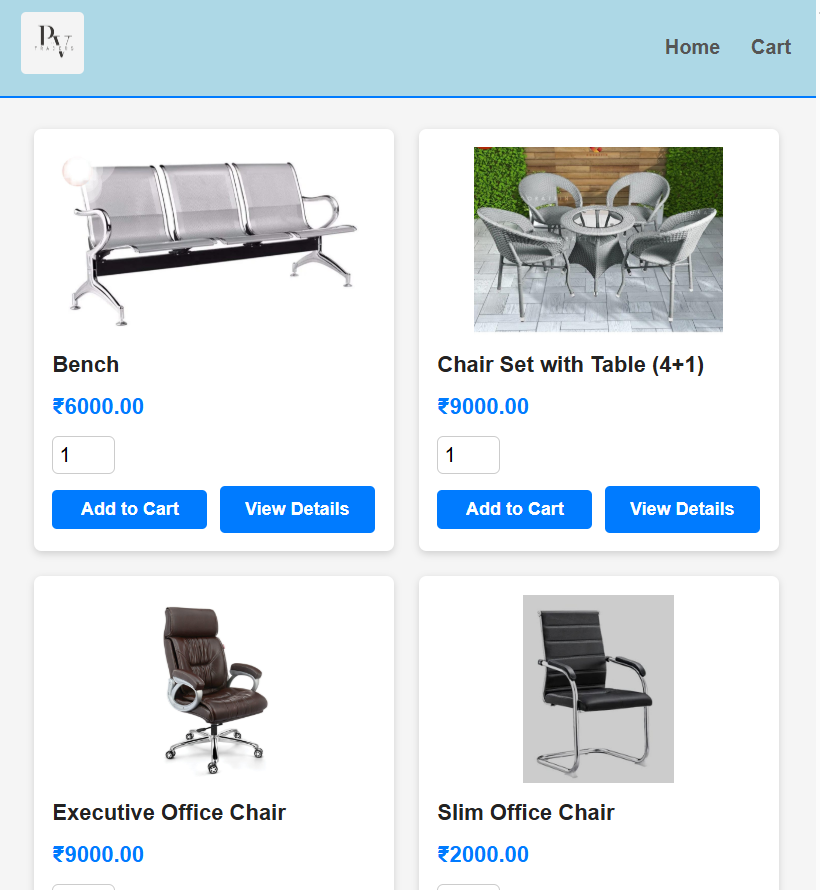 PV
TRADERS
Home
Cart
Bench
₹6000.00
1
Add to Cart
View Details
Chair Set with Table (4+1)
₹9000.00
1
Add to Cart
View Details
Executive Office Chair
₹9000.00
Slim Office Chair
₹2000.00